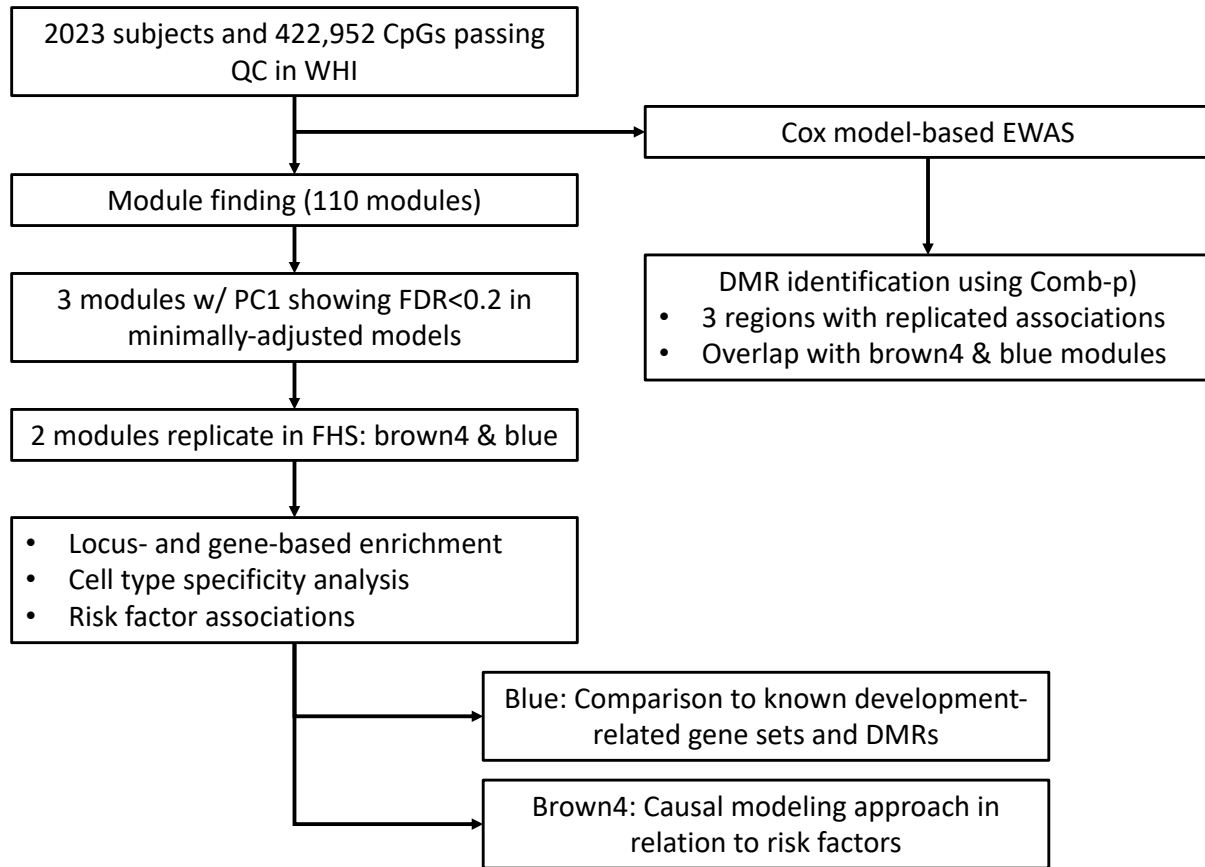 2023 subjects and 422,952 CpGs passing
QC in WHI
Cox model-based EWAS
Module finding (110 modules)
DMR identification using Comb-p)
• 3 regions with replicated associations
• Overlap with brown4 & blue modules
3 modules w/ PC1 showing FDR<0.2 in
minimally-adjusted models
2 modules replicate in FHS: brown4 & blue
• Locus- and gene-based enrichment
• Cell type specificity analysis
• Risk factor associations
Blue: Comparison to known development-
related gene sets and DMRs
Brown4: Causal modeling approach in
relation to risk factors